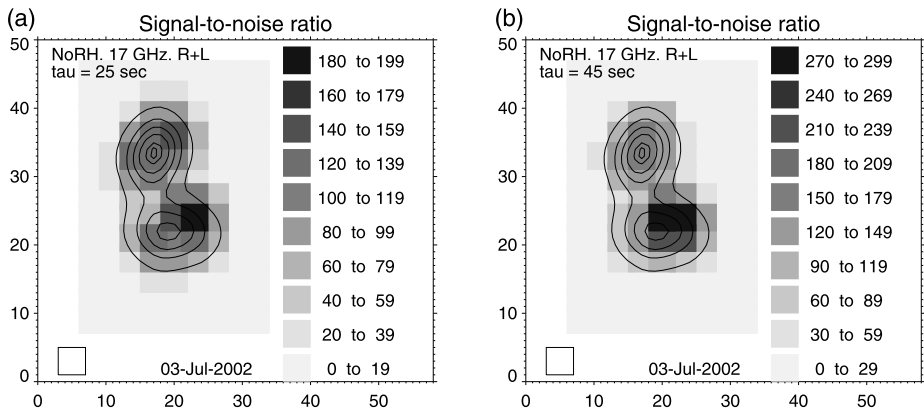 (a)
Signal-to-noise ratio
50
40
30
20
10
0
NoRH, 17 GHz, R+L
tau = 25 sec
180 to 199
160 to 179
140 to 159
120 to 139
100 to 119
80 to 99
60 to 79
40 to 59
20 to 39
0 to 19
03-Jul-2002
0 10 20 30 40 50
(b)
Signal-to-noise ratio
50
40
30
20
10
0
NoRH, 17 GHz, R+L
tau = 45 sec
270 to 299
240 to 269
210 to 239
180 to 209
150 to 179
120 to 149
90 to 119
60 to 89
30 to 59
0 to 29
03-Jul-2002
0 10 20 30 40 50